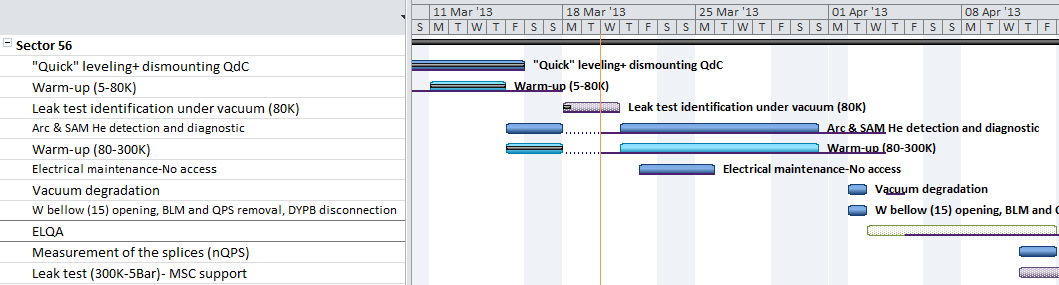 11 Mar '13 18 Mar '13 25 Mar '13 01 Apr '13 08 Apr '13
S M T W T F S S M T W T F S S M T W T F S S M T W T F S S M T W T F
Sector 56
"Quick" leveling+ dismounting QdC "Quick" leveling+ dismounting QdC
Warm-up (5-80K) Warm-up (5-80K)
Leak test identification under vacuum (80K) Leak test identification under vacuum (80K)
Arc & SAM He detection and diagnostic Arc & SAM He detection and diagnostic
Warm-up (80-300K) Warm-up (80-300K)
Electrical maintenance-No access Electrical maintenance-No access
Vacuum degradation Vacuum degradation
W bellow (15) opening, BLM and QPS removal, DYPB disconnection W bellow (15) opening, BLM and Q
ELQA
Measurement of the splices (nQPS)
Leak test (300K-5Bar)- MSC support